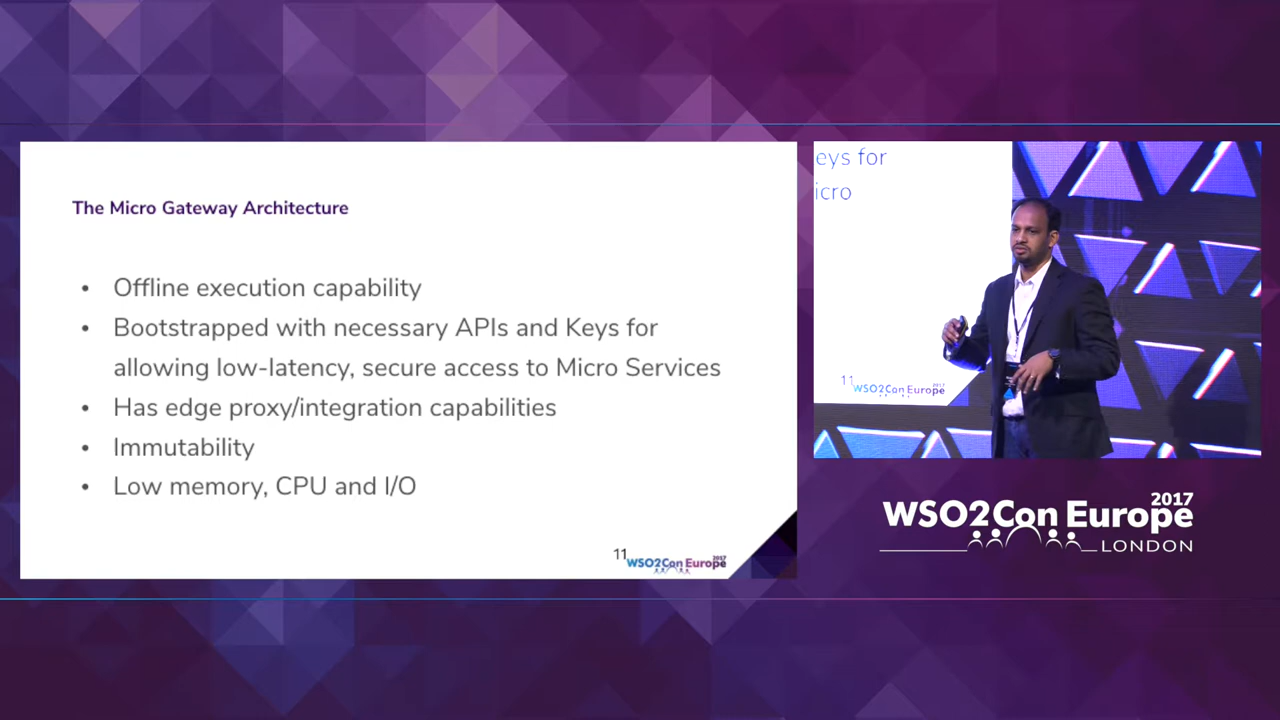 The Micro Gateway Architecture
• Offline execution capability
• Bootstrapped with necessary APIs and Keys for
allowing low-latency, secure access to Micro Services
• Has edge proxy/integration capabilities
• Immutability
• Low memory, CPU and I/O
11
2017
WSO2Con Europe
eys for
icro
11
2017
WSO2Con Europe
2017
WSO2Con Europe
LONDON